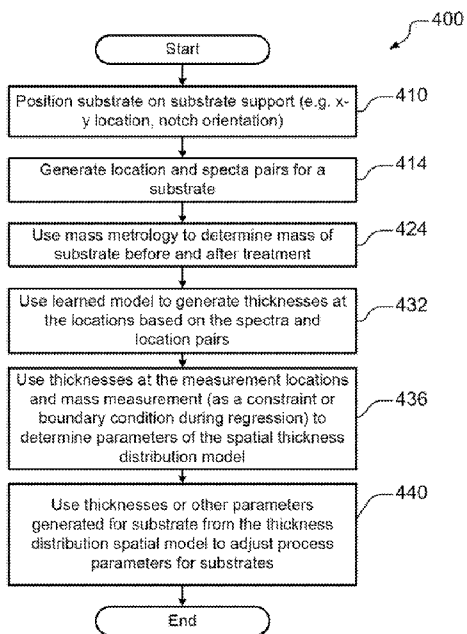 400
Start
Position substrate on substrate support (e.g. x-
y location, notch orientation)
410
Generate location and specta pairs for a
substrate
414
Use mass metrology to determine mass of
substrate before and after treatment
424
Use learned model to generate thicknesses at
the locations based on the spectra and
location pairs
432
Use thicknesses at the measurement locations
and mass measurement (as a constraint or
boundary condition during regression) to
determine parameters of the spatial thickness
distribution model
436
Use thicknesses or other parameters
generated for substrate from the thickness
distribution spatial model to adjust process
parameters for substrates
440
End